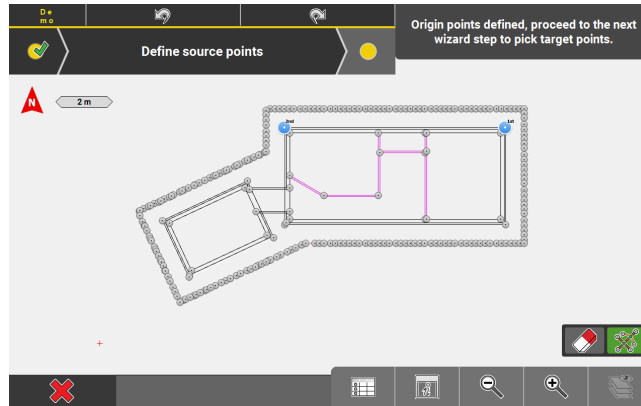 De
mo
Define source points
Origin points defined, proceed to the next
wizard step to pick target points.
N
2 m
2nd
1st